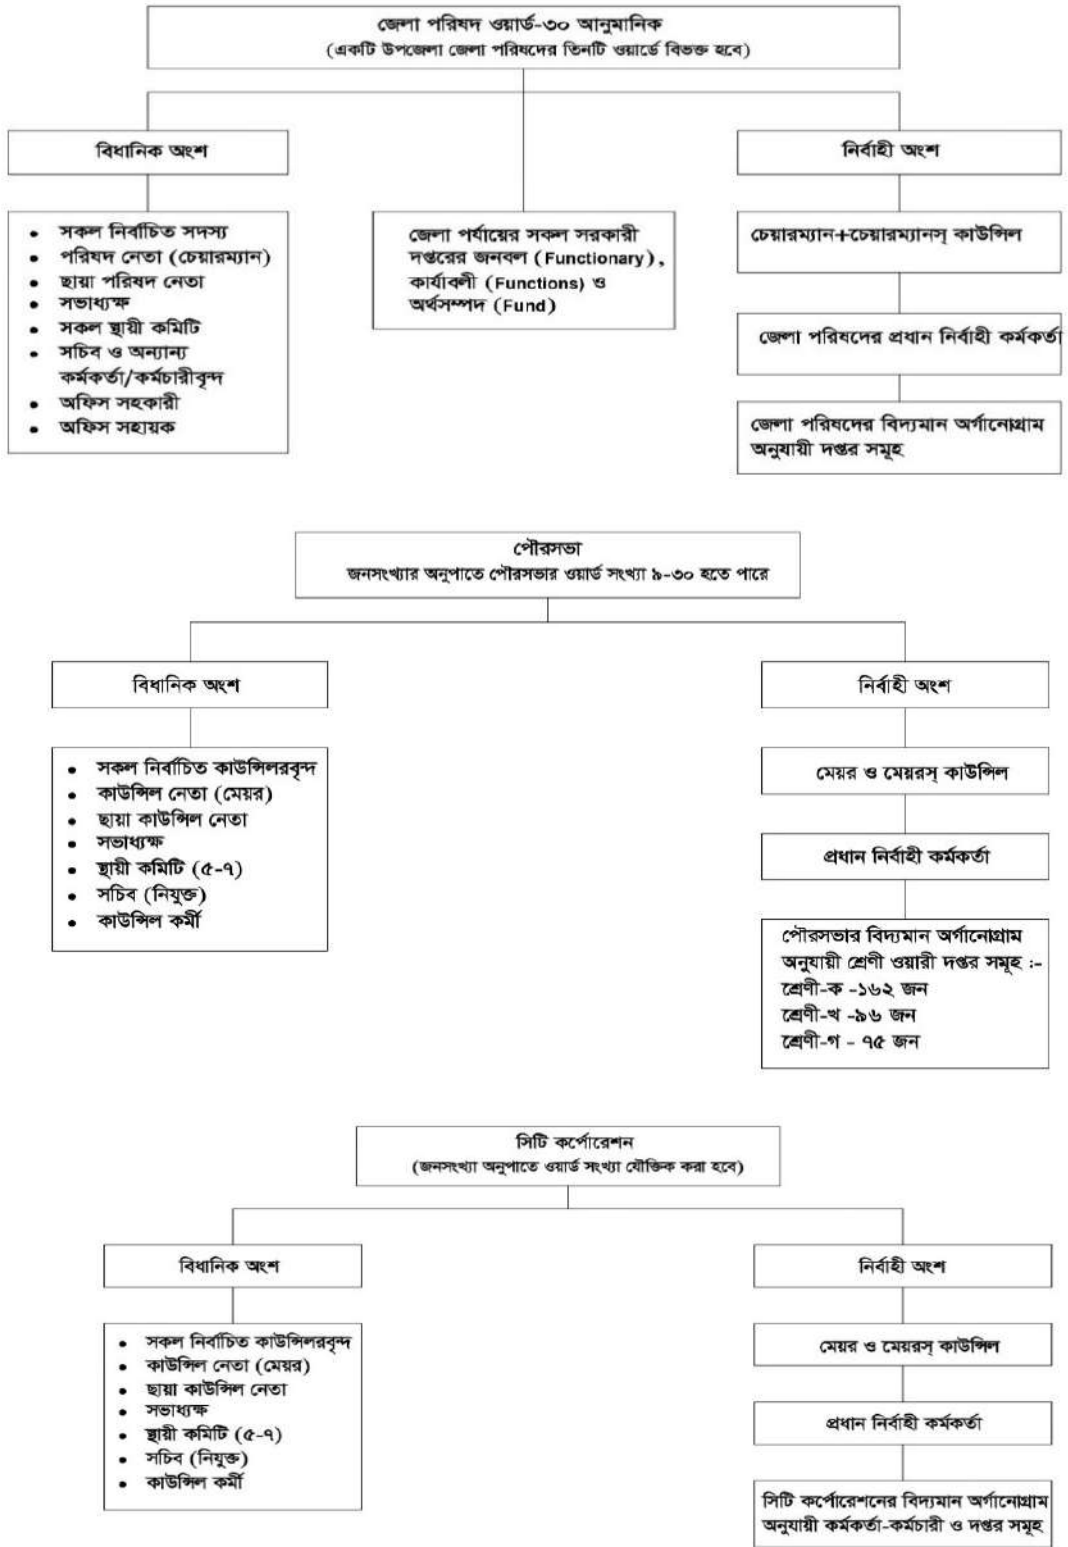 জেলা পরিষদ ওয়ার্ড-৩০ আনুমানিক
(একটি উপজেলা জেলা পরিষদের তিনটি ওয়ার্ডে বিভক্ত হবে)
বিধানিক অংশ
নির্বাহী অংশ
• সকল নির্বাচিত সদস্য
• পরিষদ নেতা (চেয়ারম্যান)
• ছায়া পরিষদ নেতা
• সভাধ্যক্ষ
• সকল স্থায়ী কমিটি
• সচিব ও অন্যান্য
কর্মকর্তা/কর্মচারীবৃন্দ
• অফিস সহকারী
• অফিস সহায়ক
জেলা পর্যায়ের সকল সরকারী
দপ্তরের জনবল (Functionary),
কার্যাবলী (Functions) ও
অর্থসম্পদ (Fund)
চেয়ারম্যান+চেয়ারম্যানস্ কাউন্সিল
জেলা পরিষদের প্রধান নির্বাহী কর্মকর্তা
জেলা পরিষদের বিদ্যমান অর্গানোগ্রাম
অনুযায়ী দপ্তর সমূহ
পৌরসভা
জনসংখ্যার অনুপাতে পৌরসভার ওয়ার্ড সংখ্যা ৯-৩০ হতে পারে
বিধানিক অংশ
নির্বাহী অংশ
• সকল নির্বাচিত কাউন্সিলরবৃন্দ
• কাউন্সিল নেতা (মেয়র)
• ছায়া কাউন্সিল নেতা
• সভাধ্যক্ষ
• স্থায়ী কমিটি (৫-৭)
• সচিব (নিযুক্ত)
• কাউন্সিল কর্মী
মেয়র ও মেয়রস্ কাউন্সিল
প্রধান নির্বাহী কর্মকর্তা
পৌরসভার বিদ্যমান অর্গানোগ্রাম
অনুযায়ী শ্রেণী ওয়ারী দপ্তর সমূহ :-
শ্রেণী-ক -১৬২ জন
শ্রেণী-খ -৯৬ জন
শ্রেণী-গ - ৭৫ জন
সিটি কর্পোরেশন
(জনসংখ্যা অনুপাতে ওয়ার্ড সংখ্যা যৌক্তিক করা হবে)
বিধানিক অংশ
নির্বাহী অংশ
• সকল নির্বাচিত কাউন্সিলরবৃন্দ
• কাউন্সিল নেতা (মেয়র)
• ছায়া কাউন্সিল নেতা
• সভাধ্যক্ষ
• স্থায়ী কমিটি (৫-৭)
• সচিব (নিযুক্ত)
• কাউন্সিল কর্মী
মেয়র ও মেয়রস্ কাউন্সিল
প্রধান নির্বাহী কর্মকর্তা
সিটি কর্পোরেশনের বিদ্যমান অর্গানোগ্রাম
অনুযায়ী কর্মকর্তা-কর্মচারী ও দপ্তর সমূহ